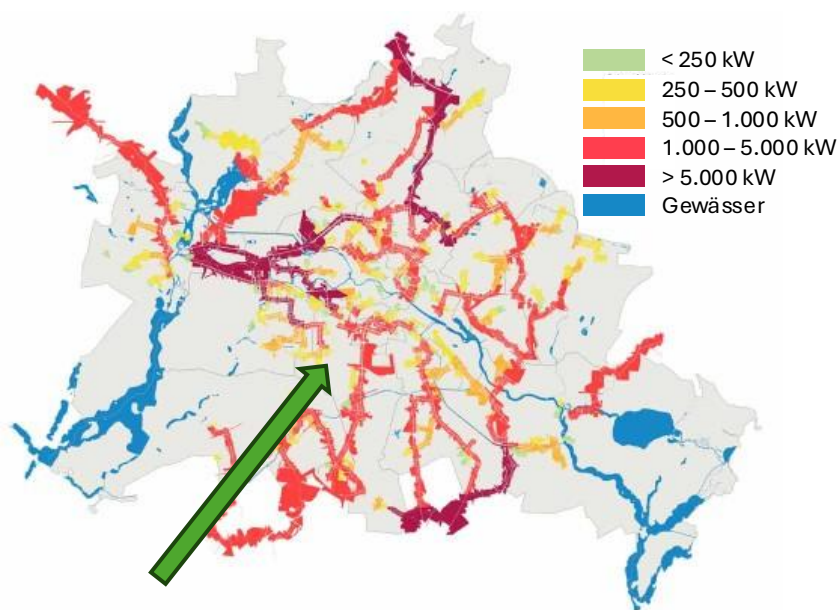 < 250 kW
250 – 500 kW
500 – 1.000 kW
1.000 – 5.000 kW
> 5.000 kW
Gewässer